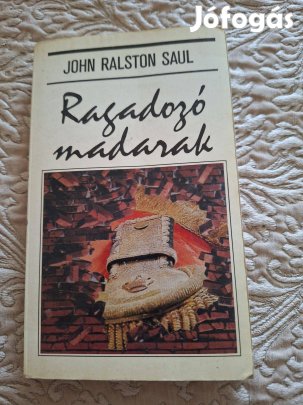 Jófogás
JOHN RALSTON SAUL
Ragadozó
madarak